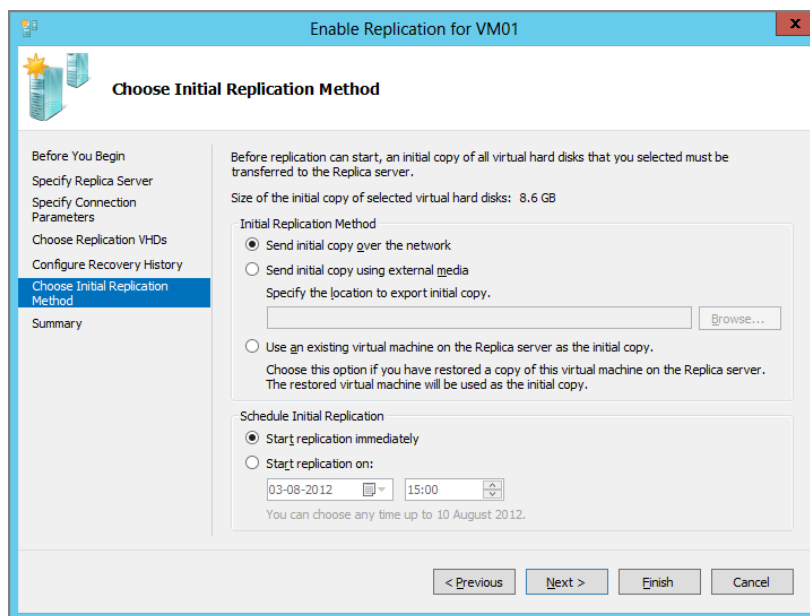 Enable Replication for VM01
x
Choose Initial Replication Method
Before You Begin
Specify Replica Server
Specify Connection
Parameters
Choose Replication VHDs
Configure Recovery History
Choose Initial Replication
Method
Summary
Before replication can start, an initial copy of all virtual hard disks that you selected must be
transferred to the Replica server.
Size of the initial copy of selected virtual hard disks: 8.6 GB
Initial Replication Method
Send initial copy over the network
Send initial copy using external media
Specify the location to export initial copy.
Browse...
Use an existing virtual machine on the Replica server as the initial copy.
Choose this option if you have restored a copy of this virtual machine on the Replica server.
The restored virtual machine will be used as the initial copy.
Schedule Initial Replication
Start replication immediately
Start replication on:
03-08-2012 15:00
You can choose any time up to 10 August 2012.
< Previous Next > Finish Cancel